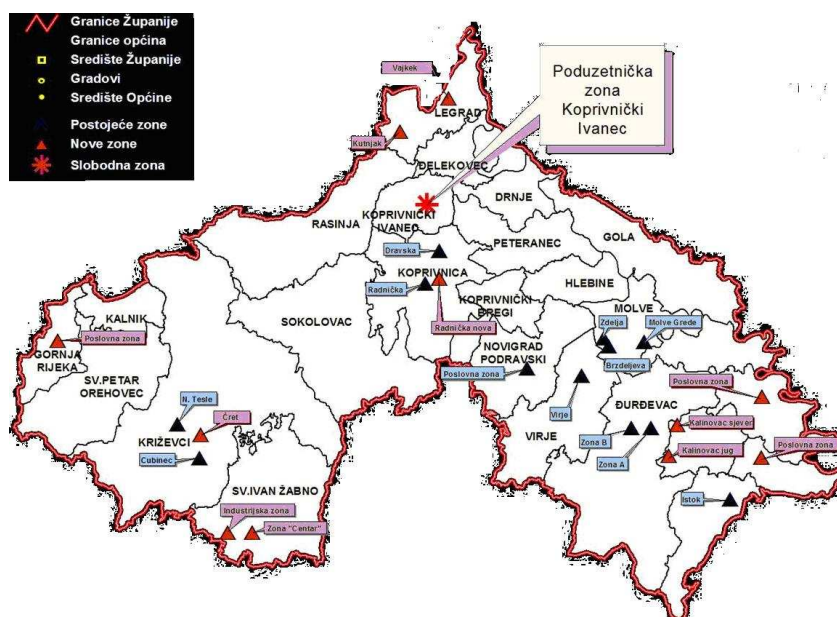 Granice Županije
Granice općina
Središte Županije
Gradovi
Središte Općine
Postojeće zone
Nove zone
Slobodna zona
Poduzetnička
zona
Koprivnički
Ivanec
Vajkek
LEGRAD
Kutnjak
ĐELEKOVEC
DRNJE
RASINJA
KOPRIVNIČKI
IVANEC
GOLA
PETERANEC
Dravska
KOPRIVNICA
Radnička
HLEBINE
KOPRIVNIČKI
BREGI
MOLVE
KALNIK
SOKOLOVAC
Radnička nova
Zdelja
Molve Grede
Poslovna zona
GORNJA
RIJEKA
NOVIGRAD
PODRAVSKI
Brzdeljeva
SV.PETAR
OREHOVEC
Poslovna zona
Poslovna zona
ĐURĐEVAC
N. Tesle
Virje
Čret
Kalinovac sjever
KRIŽEVCI
VIRJE
Zona B
Poslovna zona
Cubinec
Zona A
Kalinovac jug
SV.IVAN ŽABNO
Istok
Industrijska zona
Zona "Centar"